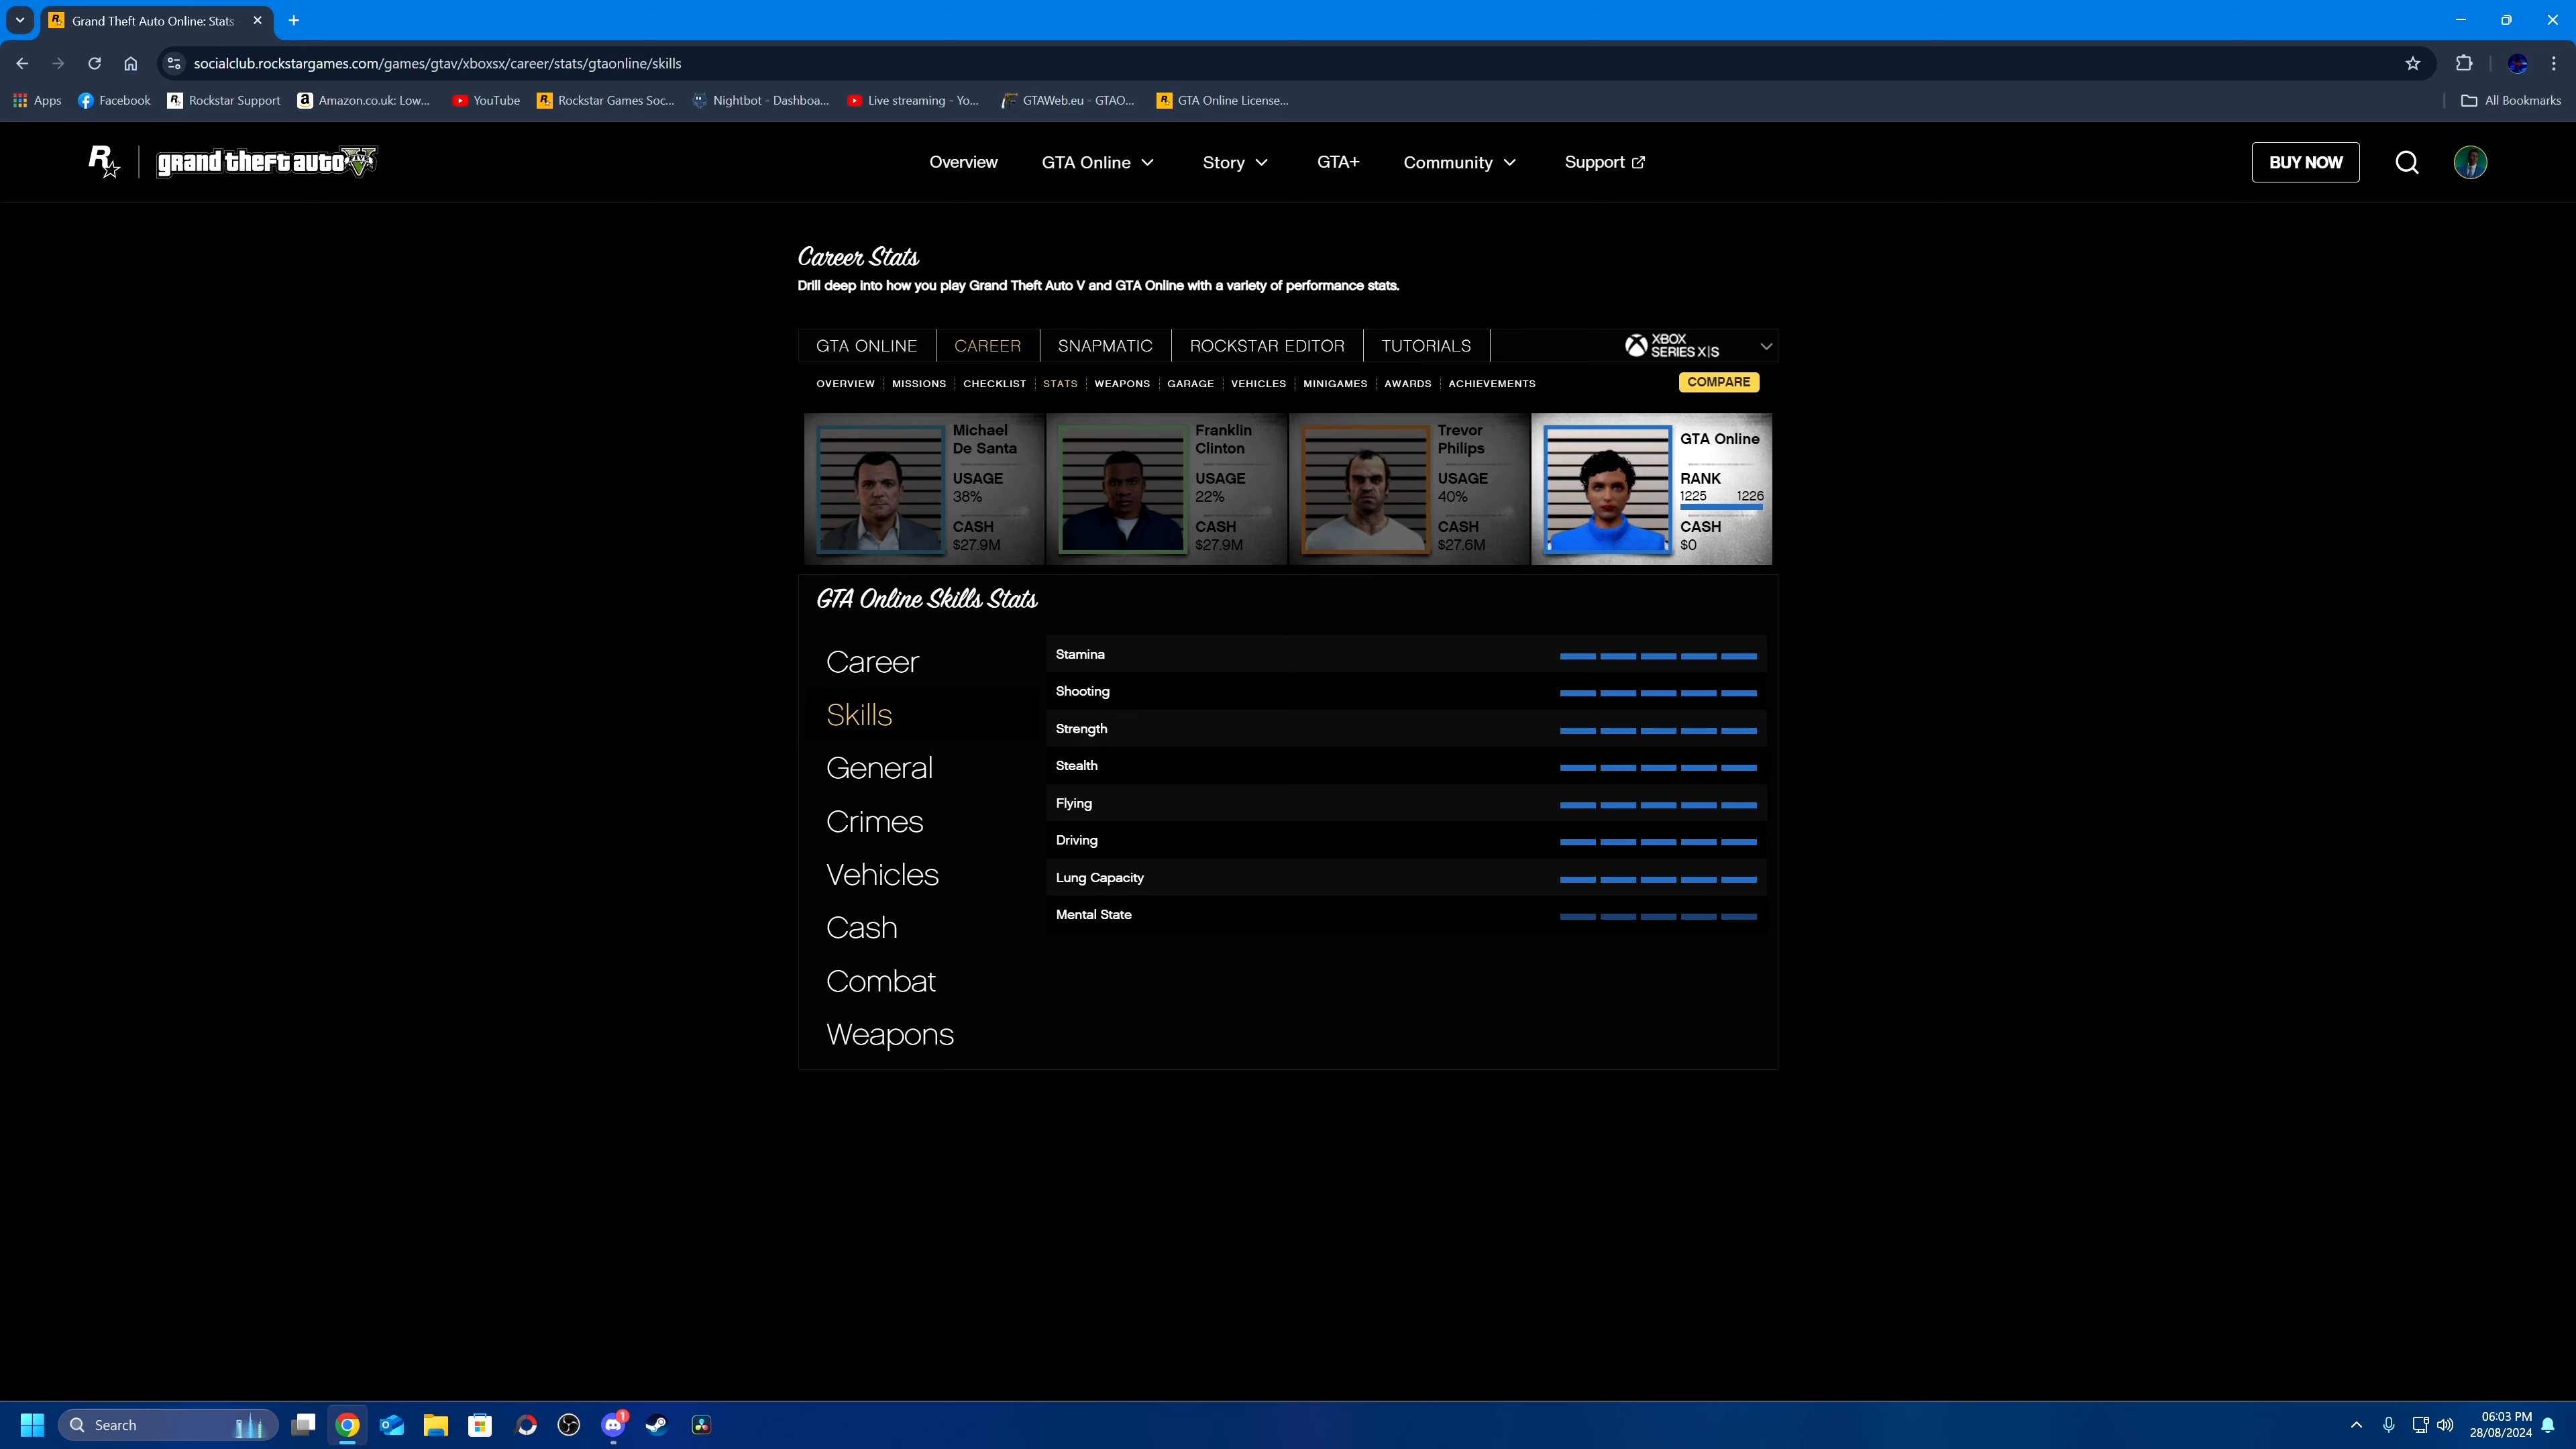 Grand Theft Auto Online: Stats
socialclub.rockstargames.com/games/gtav/xboxsx/career/stats/gtaonline/skills
Apps Facebook Rockstar Support Amazon.co.uk: Low... YouTube Rockstar Games Soc... Nightbot - Dashboa... Live streaming - Yo... GTAWeb.eu - GTAO... GTA Online License... All Bookmarks
R grand theft auto V Overview GTA Online Story GTA+ Community Support BUY NOW
Career Stats
Drill deep into how you play Grand Theft Auto V and GTA Online with a variety of performance stats.
GTA ONLINE CAREER SNAPMATIC ROCKSTAR EDITOR TUTORIALS XBOX SERIES X|S
OVERVIEW MISSIONS CHECKLIST STATS WEAPONS GARAGE VEHICLES MINIGAMES AWARDS ACHIEVEMENTS COMPARE
Michael
De Santa
USAGE
38%
CASH
$27.9M
Franklin
Clinton
USAGE
22%
CASH
$27.9M
Trevor
Philips
USAGE
40%
CASH
$27.6M
GTA Online
RANK
1225 1226
CASH
$0
GTA Online Skills Stats
Career
Skills
General
Crimes
Vehicles
Cash
Combat
Weapons
Stamina
Shooting
Strength
Stealth
Flying
Driving
Lung Capacity
Mental State
Search
1
06:03 PM
28/08/2024